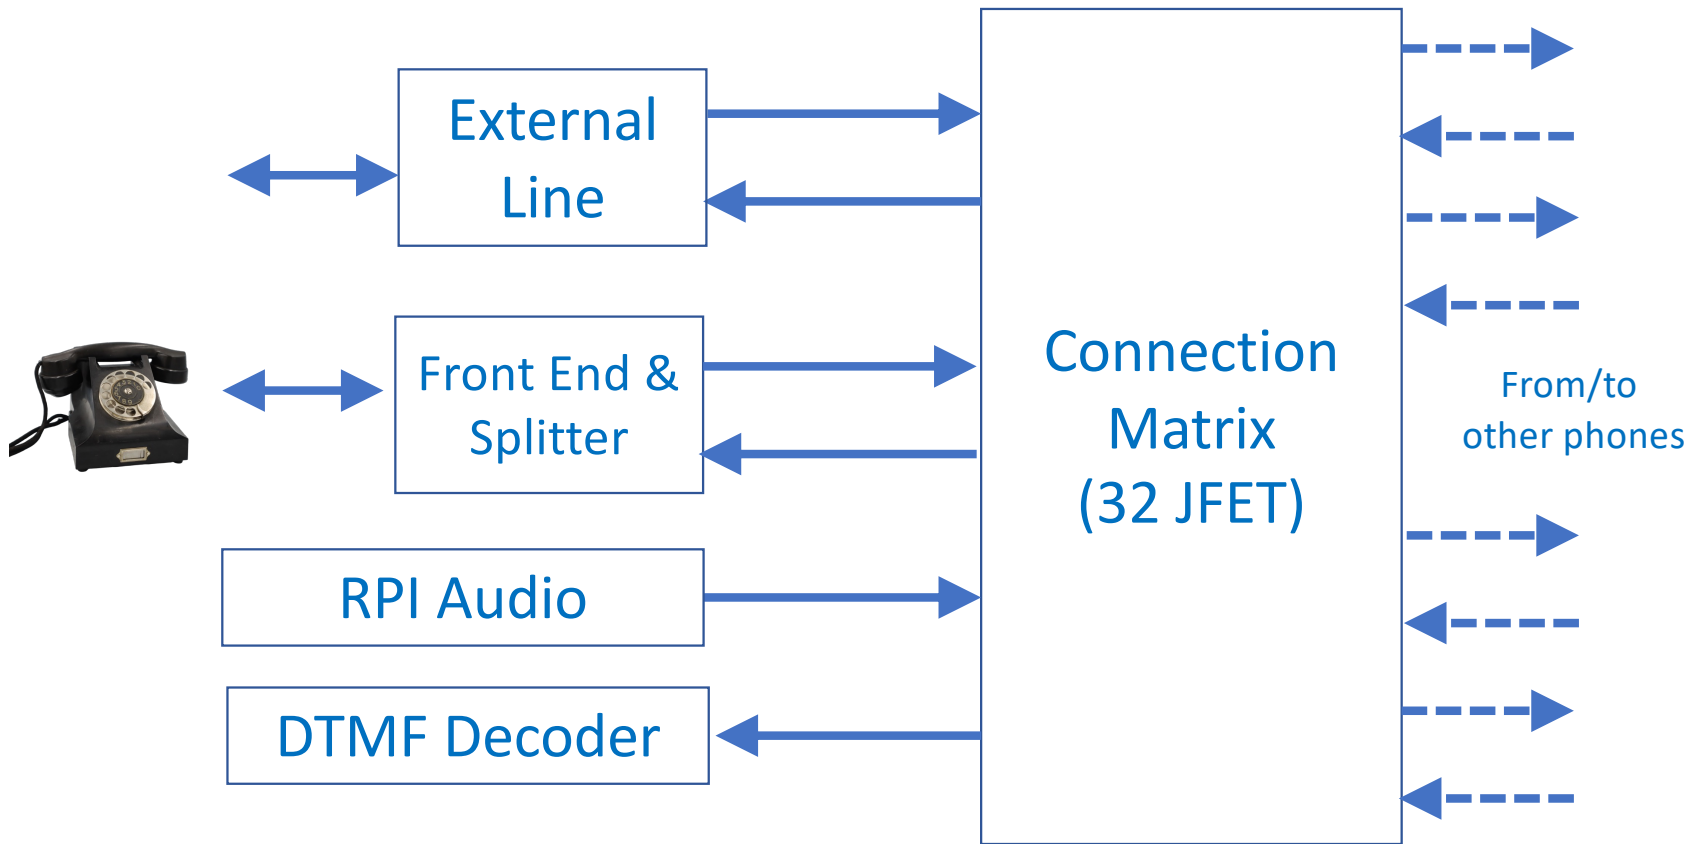 External
Line
Front End &
Splitter
RPI Audio
DTMF Decoder
Connection
Matrix
(32 JFET)
From/to
other phones